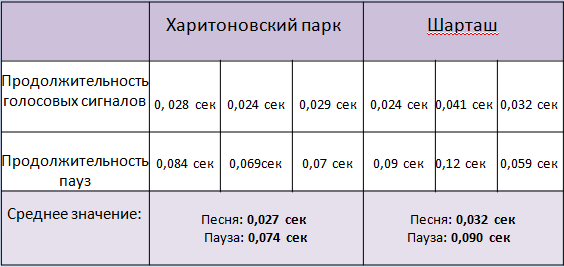 Харитоновский парк Шарташ
Продолжительность голосовых сигналов 0, 028 сек 0,024 сек 0,029 сек 0,024 сек 0,041 сек 0,032 сек
Продолжительность пауз 0,084 сек 0,069сек 0,07 сек 0,09 сек 0,12 сек 0,059 сек
Среднее значение: Песня: 0,027 сек Песня: 0,032 сек
Пауза: 0,074 сек Пауза: 0,090 сек